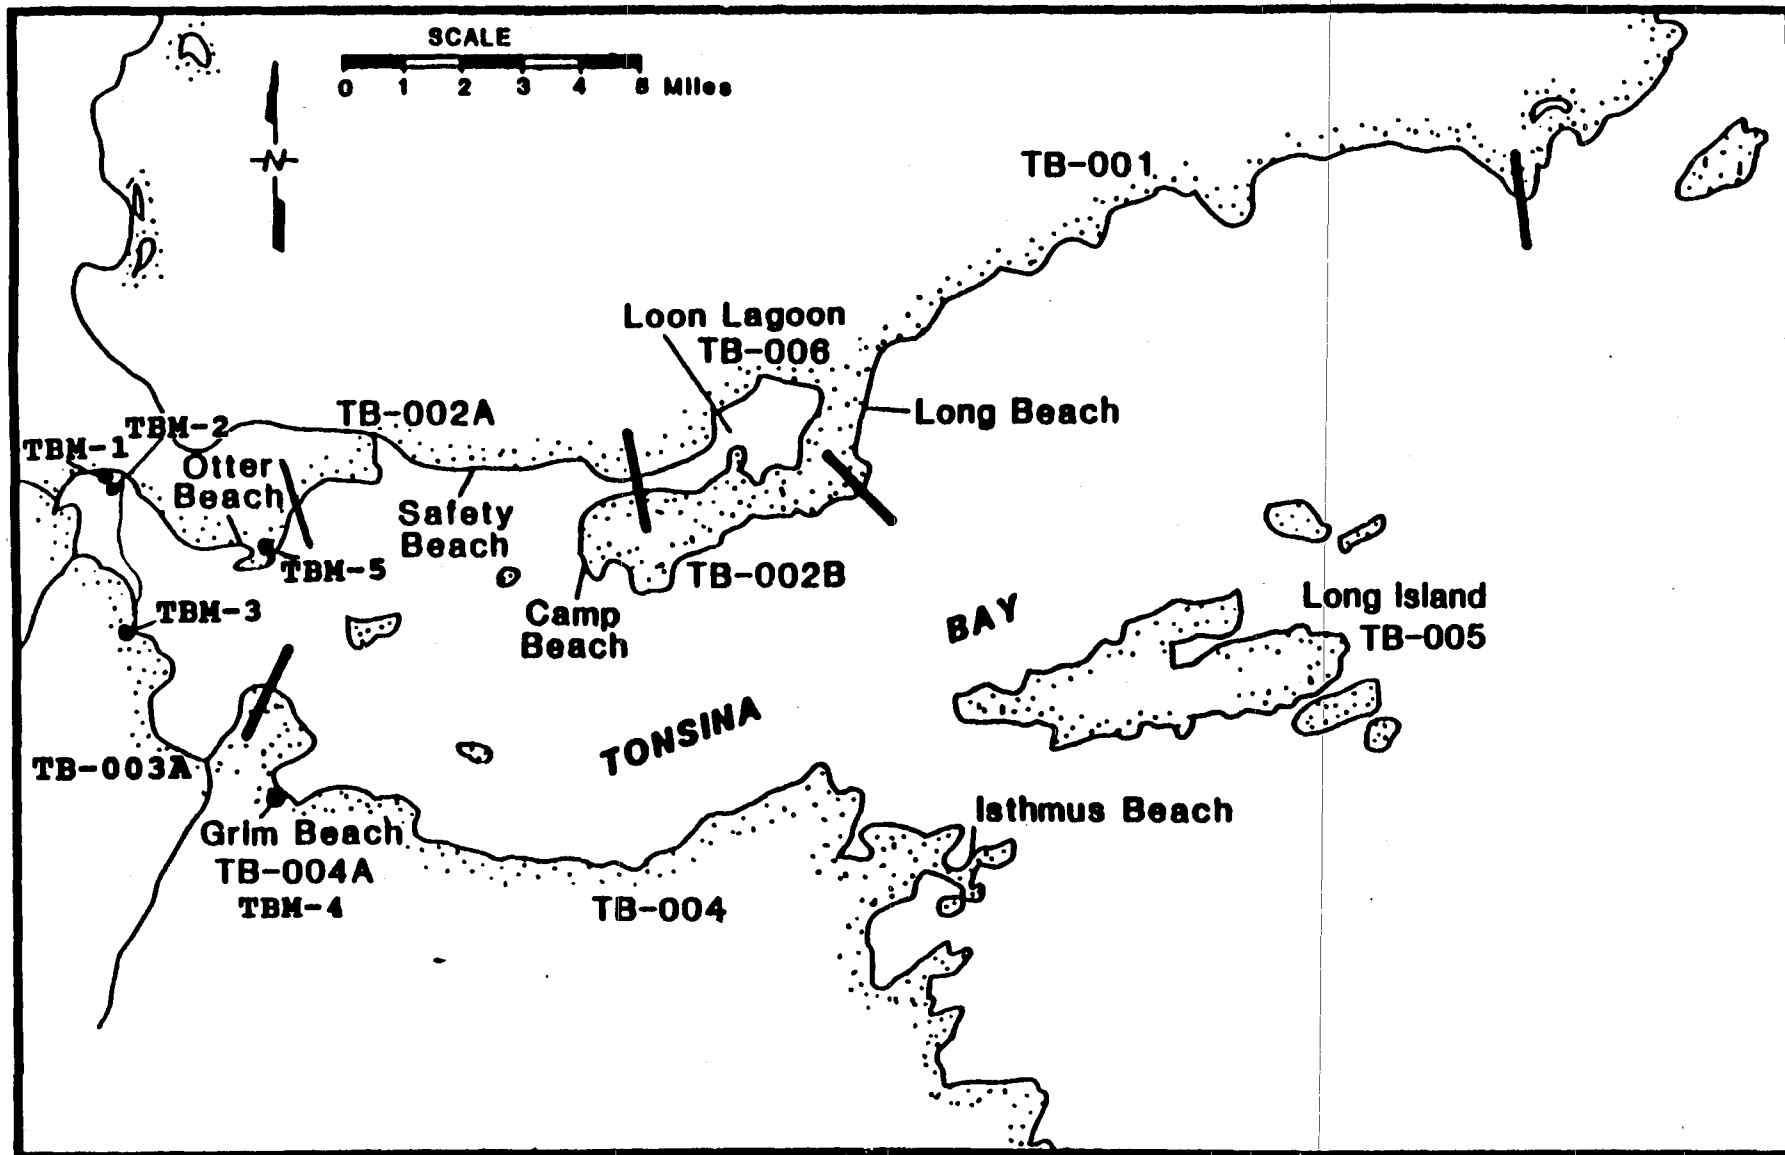 SCALE
0 1 2 3 4 5 Miles
N
TB-001
Loon Lagoon
TB-006
Long Beach
TB-002A
TBM-2
TBM-1
Otter
Beach
Safety
Beach
TBM-5
TB-002B
TBM-3
Camp
Beach
BAY
Long Island
TB-005
TONSINA
TB-003A
Isthmus Beach
Grim Beach
TB-004A
TBM-4
TB-004